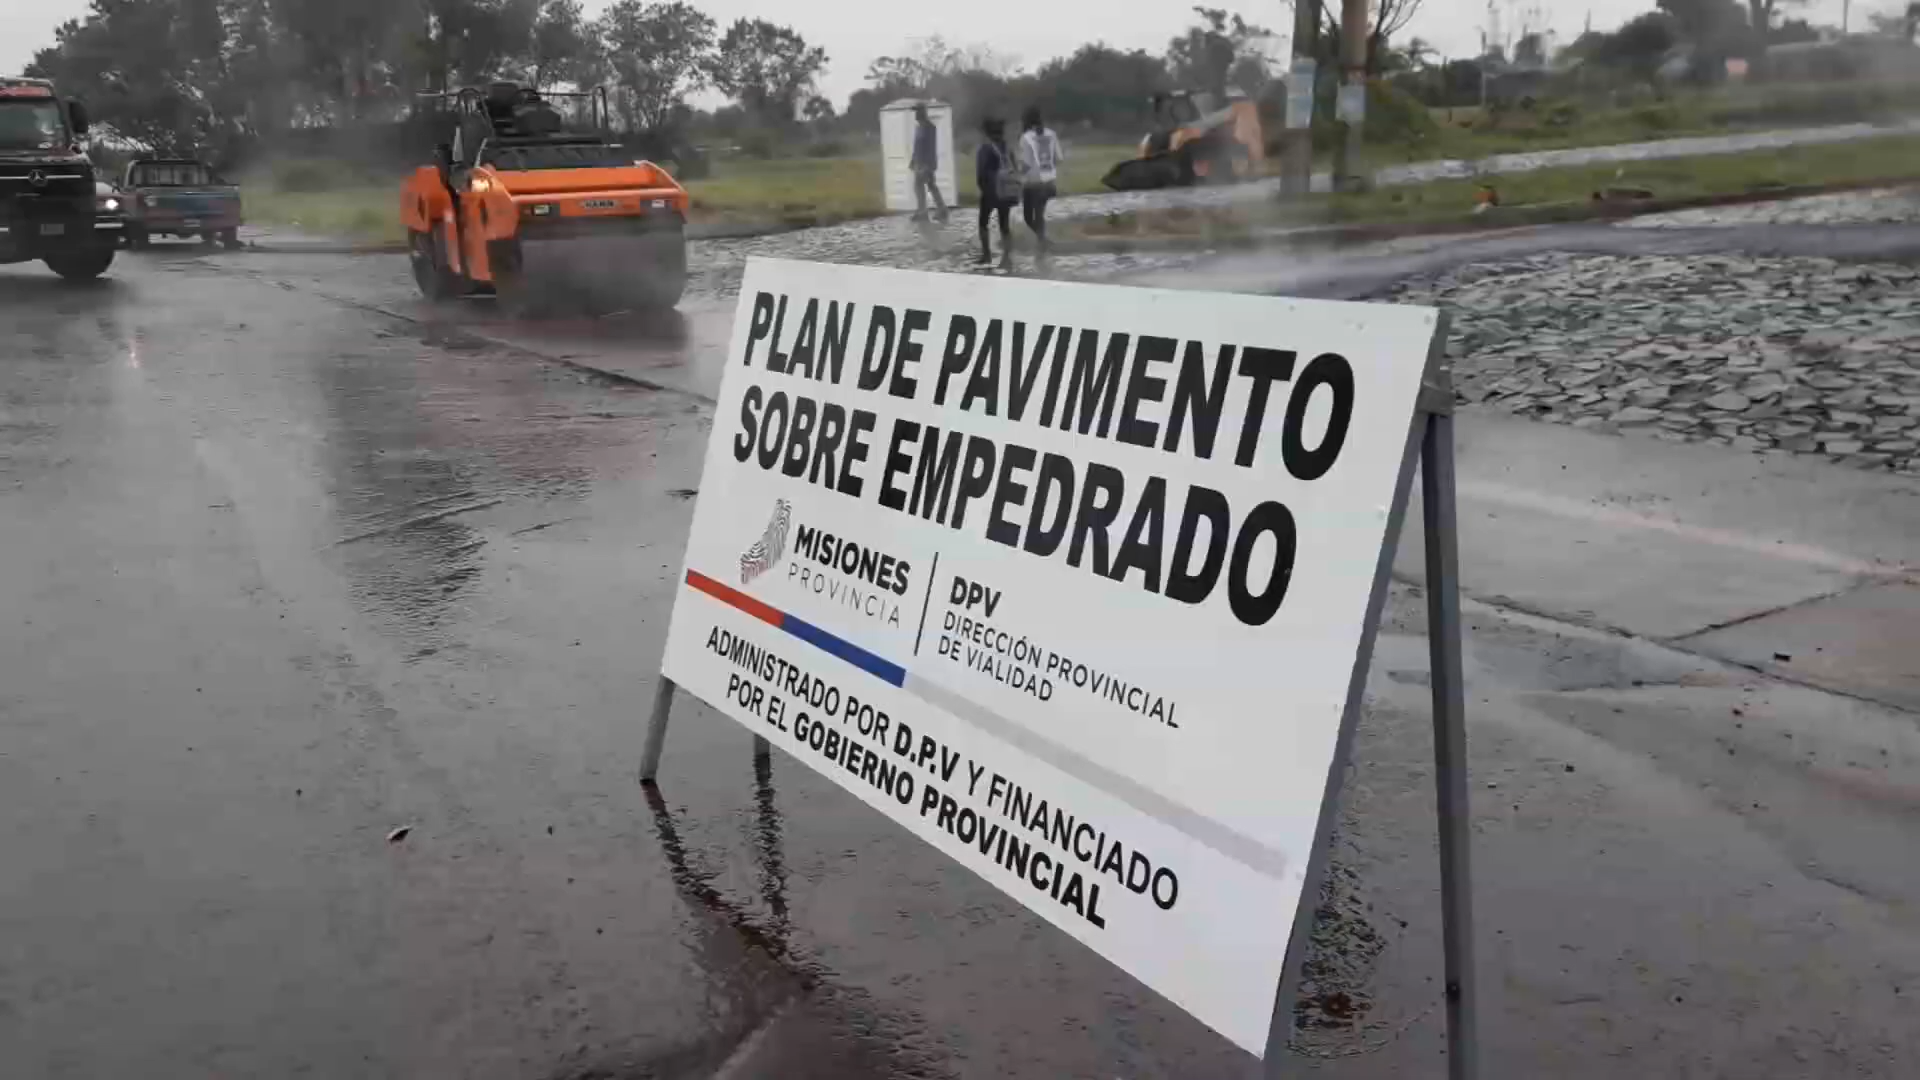 HAMM
PLAN DE PAVIMENTO
SOBRE EMPEDRADO
MISIONES
PROVINCIA
DPV
DIRECCIÓN PROVINCIAL
DE VIALIDAD
ADMINISTRADO POR D.P.V Y FINANCIADO
POR EL GOBIERNO PROVINCIAL